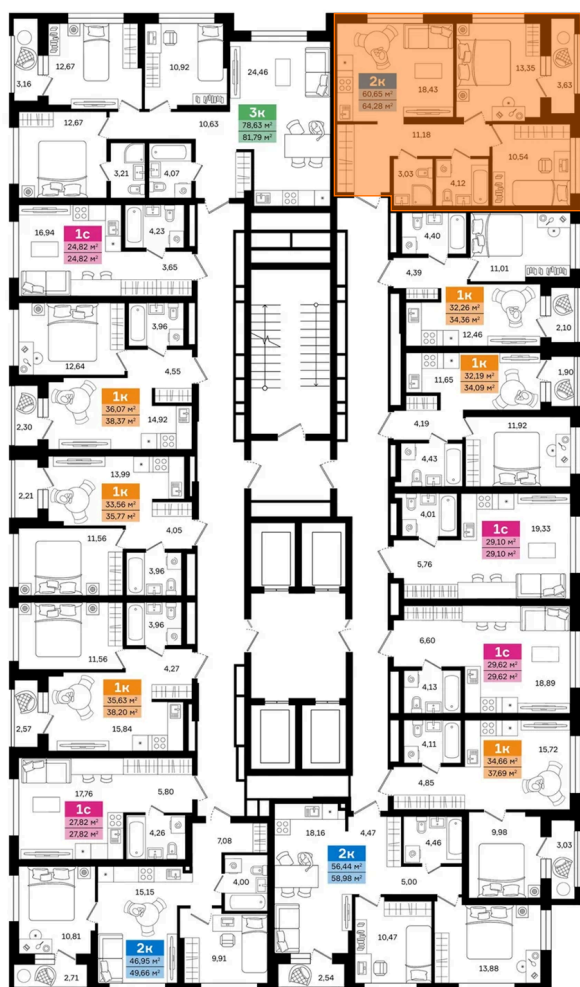 12,67
10,92
24,46
3,16
3к
78,63 м²
81,79 м²
12,67
10,63
3,21
4,07
2к
60,65 м²
64,28 м²
18,43
13,35
3,63
11,18
3,03
4,12
10,54
16,94
1с
24,82 м²
24,82 м²
4,23
3,65
4,40
4,39
11,01
1к
32,26 м²
34,36 м²
12,46
2,10
3,96
12,64
4,55
1к
36,07 м²
38,37 м²
14,92
2,30
1к
32,19 м²
34,09 м²
11,65
1,90
4,19
11,92
4,43
13,99
2,21
1к
33,56 м²
35,77 м²
4,05
11,56
3,96
4,01
1с
29,10 м²
29,10 м²
19,33
5,76
3,96
11,56
4,27
1к
35,63 м²
38,20 м²
2,57
15,84
6,60
1с
29,62 м²
29,62 м²
4,13
18,89
4,11
1к
34,66 м²
37,69 м²
15,72
4,85
17,76
5,80
1с
27,82 м²
27,82 м²
4,26
7,08
4,00
15,15
10,81
2к
46,95 м²
49,66 м²
2,71
9,91
18,16
4,47
2к
56,44 м²
58,98 м²
4,46
5,00
9,98
3,03
10,47
2,54
13,88